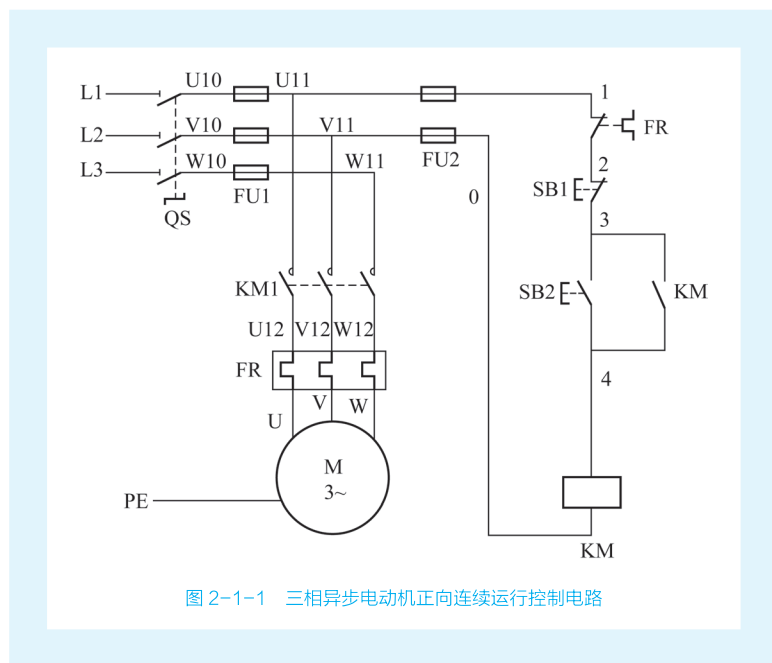 L1 U10 U11 1
FR
L2 V10 V11
L3 W10 W11 FU2 2
FU1 0 SB1
QS 3
KM1 SB2 KM
U12 V12 W12
FR 4
U V W
M
3~
PE
KM
图 2-1-1 三相异步电动机正向连续运行控制电路